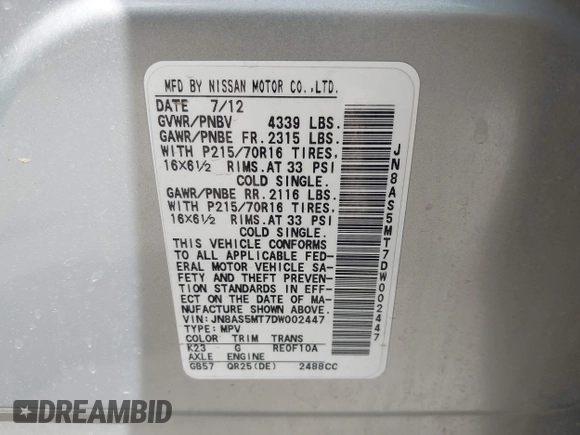 MFD BY NISSAN MOTOR CO.,LTD.
DATE 7/12
GVWR/PNBV 4339 LBS.
GAWR/PNBE FR. 2315 LBS.
WITH P215/70R16 TIRES,
16X6½ RIMS. AT 33 PSI
COLD SINGLE.
GAWR/PNBE RR. 2116 LBS.
WITH P215/70R16 TIRES,
16X6½ RIMS. AT 33 PSI
COLD SINGLE.
THIS VEHICLE CONFORMS
TO ALL APPLICABLE FED-
ERAL MOTOR VEHICLE SA-
FETY AND THEFT PREVEN-
TION STANDARDS IN EFF-
ECT ON THE DATE OF MA-
NUFACTURE SHOWN ABOVE.
VIN:JN8AS5MT7DW002447
TYPE: MPV
COLOR TRIM TRANS
K23 G RE0F10A
AXLE ENGINE
GB57 QR25(DE) 2488CC
JN8AS5MT7DW002447
DREAMBID